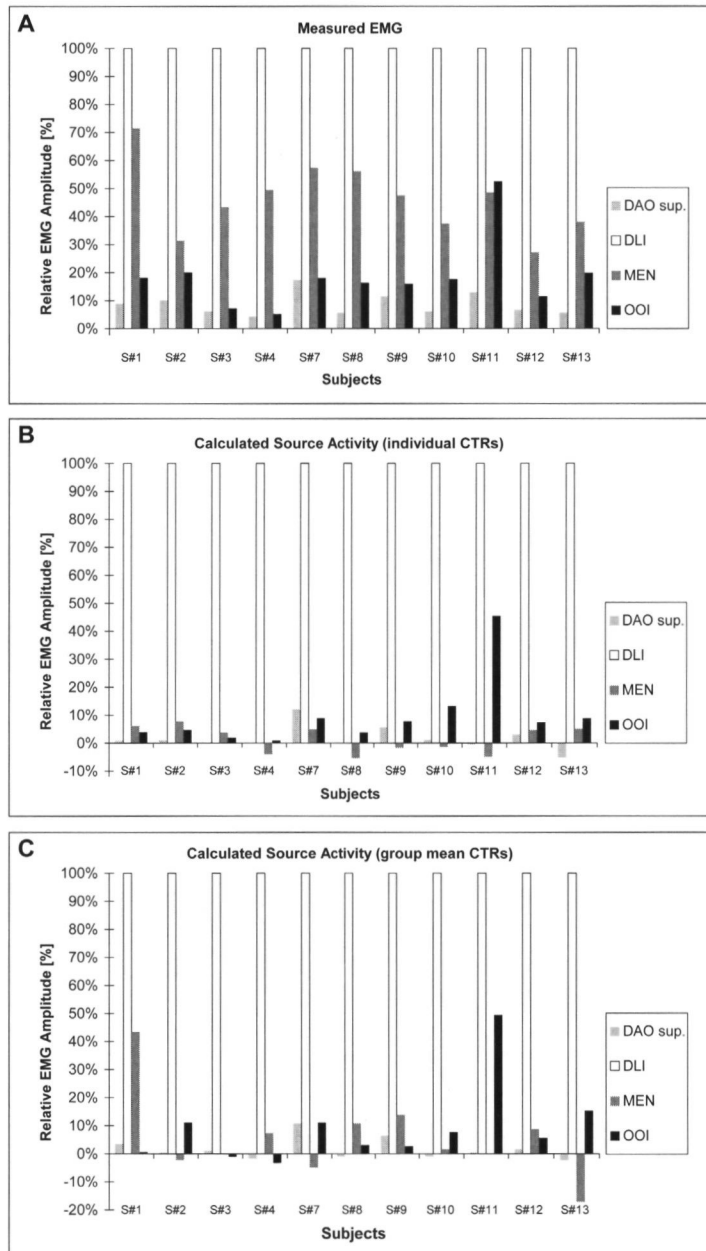 A
Measured EMG
100%
90%
80%
70%
60%
50%
40%
30%
20%
10%
0%
Relative EMG Amplitude [%]
S#1 S#2 S#3 S#4 S#7 S#8 S#9 S#10 S#11 S#12 S#13
Subjects
DAO sup.
DLI
MEN
OOI
B
Calculated Source Activity (individual CTRs)
100%
90%
80%
70%
60%
50%
40%
30%
20%
10%
0%
-10%
Relative EMG Amplitude [%]
S#1 S#2 S#3 S#4 S#7 S#8 S#9 S#10 S#11 S#12 S#13
Subjects
DAO sup.
DLI
MEN
OOI
C
Calculated Source Activity (group mean CTRs)
100%
90%
80%
70%
60%
50%
40%
30%
20%
10%
0%
-10%
-20%
Relative EMG Amplitude [%]
S#1 S#2 S#3 S#4 S#7 S#8 S#9 S#10 S#11 S#12 S#13
Subjects
DAO sup.
DLI
MEN
OOI